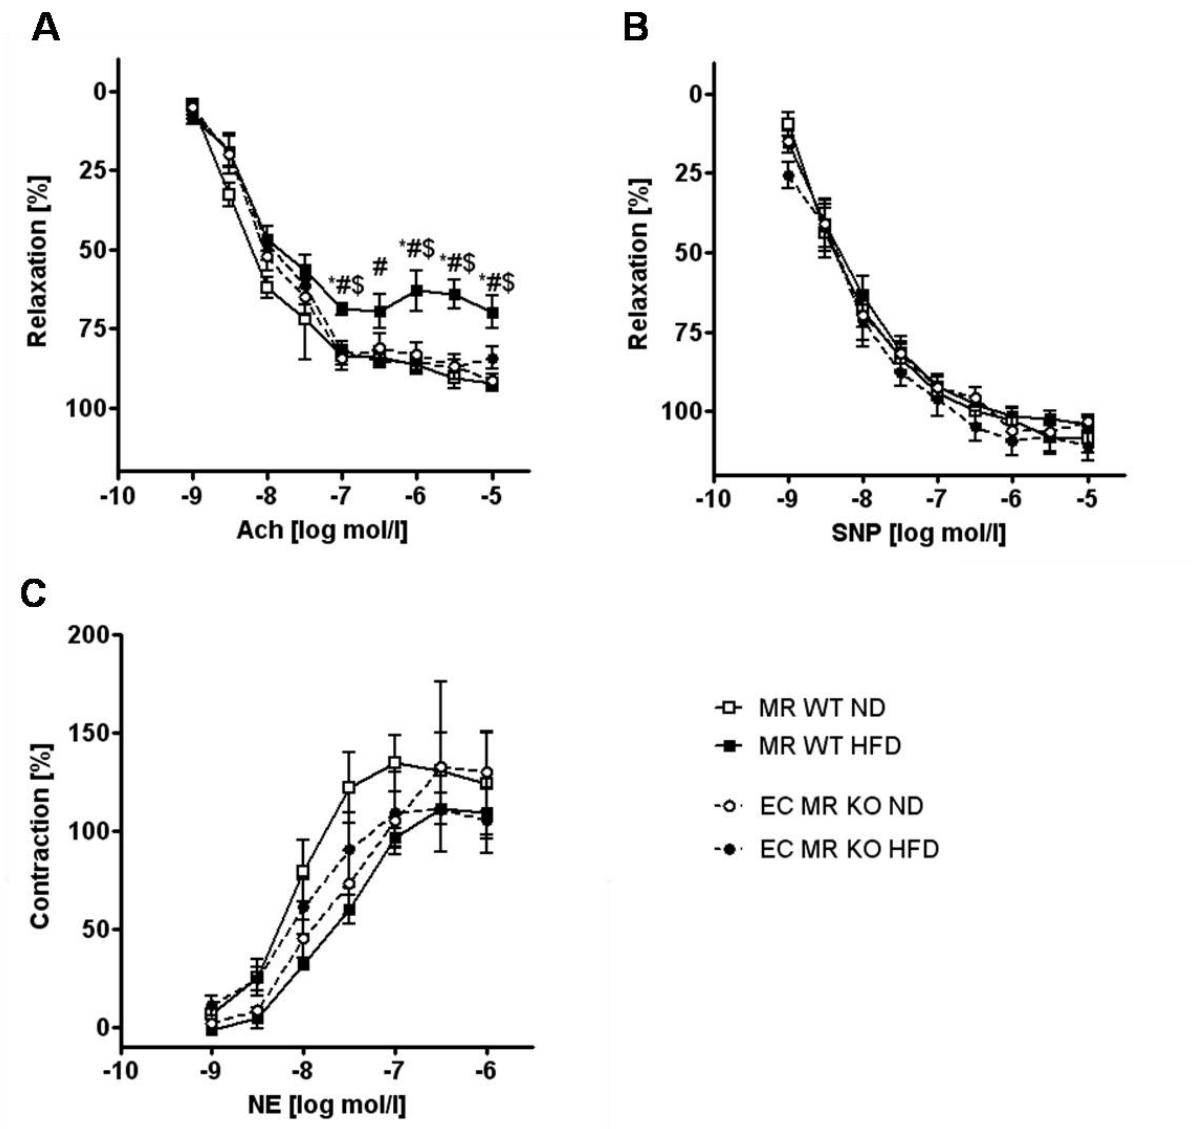 A
0
25
50
75
100
Relaxation [%]
*#$
#
*#$
*#$
*#$
-10 -9 -8 -7 -6 -5
Ach [log mol/l]
B
0
25
50
75
100
Relaxation [%]
-10 -9 -8 -7 -6 -5
SNP [log mol/l]
C
200
150
100
50
0
Contraction [%]
-10 -9 -8 -7 -6
NE [log mol/l]
MR WT ND
MR WT HFD
EC MR KO ND
EC MR KO HFD